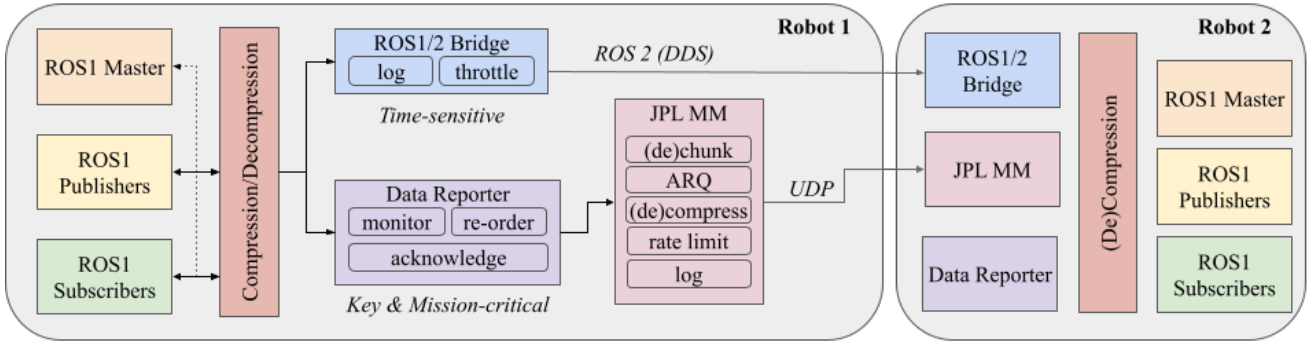 Robot 1
ROS1 Master
ROS1
Publishers
ROS1
Subscribers
Compression/Decompression
ROS1/2 Bridge
log
throttle
Time-sensitive
ROS 2 (DDS)
Data Reporter
monitor
re-order
acknowledge
Key & Mission-critical
JPL MM
(de)chunk
ARQ
(de)compress
rate limit
log
UDP
Robot 2
ROS1/2
Bridge
JPL MM
Data Reporter
(De)Compression
ROS1 Master
ROS1
Publishers
ROS1
Subscribers